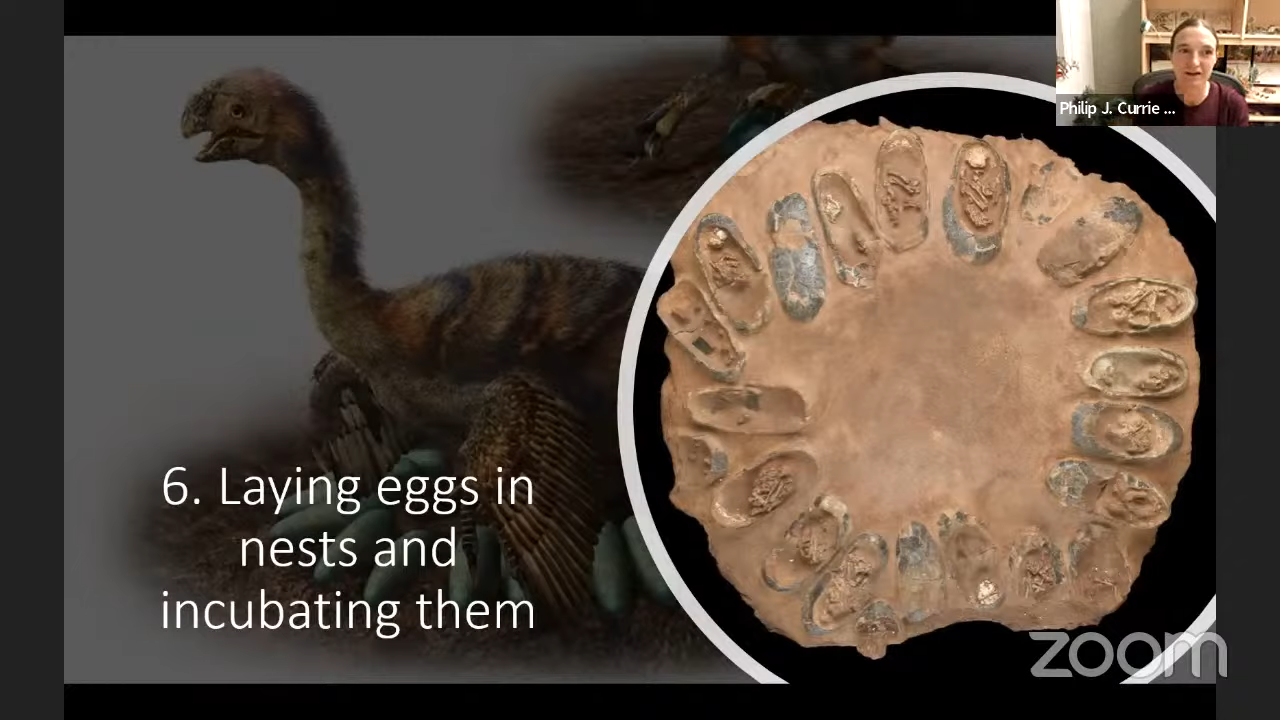 Philip J. Currie ...
6. Laying eggs in
nests and
incubating them
zoom